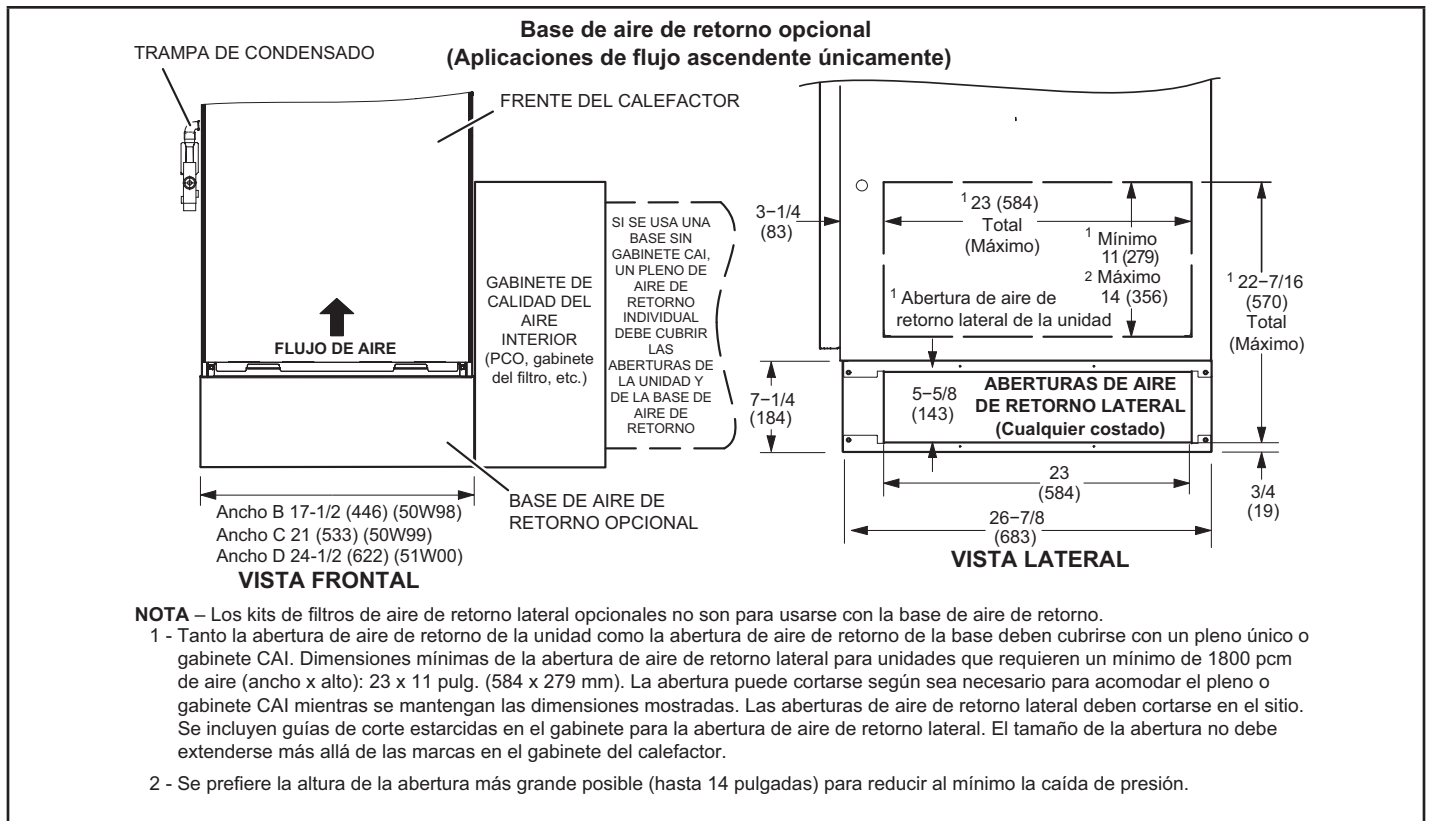 Base de aire de retorno opcional
(Aplicaciones de flujo ascendente únicamente)
TRAMPA DE CONDENSADO
FRENTE DEL CALEFACTOR
FLUJO DE AIRE
GABINETE DE
CALIDAD DEL
AIRE
INTERIOR
(PCO, gabinete
del filtro, etc.)
SI SE USA UNA
BASE SIN
GABINETE CAI,
UN PLENO DE
AIRE DE
RETORNO
INDIVIDUAL
DEBE CUBRIR
LAS
ABERTURAS DE
LA UNIDAD Y
DE LA BASE DE
AIRE DE
RETORNO
BASE DE AIRE DE
RETORNO OPCIONAL
Ancho B 17-1/2 (446) (50W98)
Ancho C 21 (533) (50W99)
Ancho D 24-1/2 (622) (51W00)
VISTA FRONTAL
3−1/4
(83)
1 23 (584)
Total
(Máximo)
1 Mínimo
11 (279)
2 Máximo
14 (356)
1 Abertura de aire de
retorno lateral de la unidad
1 22−7/16
(570)
Total
(Máximo)
7−1/4
(184)
5−5/8
(143)
ABERTURAS DE AIRE
DE RETORNO LATERAL
(Cualquier costado)
23
(584)
3/4
(19)
26−7/8
(683)
VISTA LATERAL
NOTA – Los kits de filtros de aire de retorno lateral opcionales no son para usarse con la base de aire de retorno.
1 - Tanto la abertura de aire de retorno de la unidad como la abertura de aire de retorno de la base deben cubrirse con un pleno único o
gabinete CAI. Dimensiones mínimas de la abertura de aire de retorno lateral para unidades que requieren un mínimo de 1800 pcm
de aire (ancho x alto): 23 x 11 pulg. (584 x 279 mm). La abertura puede cortarse según sea necesario para acomodar el pleno o
gabinete CAI mientras se mantengan las dimensiones mostradas. Las aberturas de aire de retorno lateral deben cortarse en el sitio.
Se incluyen guías de corte estarcidas en el gabinete para la abertura de aire de retorno lateral. El tamaño de la abertura no debe
extenderse más allá de las marcas en el gabinete del calefactor.
2 - Se prefiere la altura de la abertura más grande posible (hasta 14 pulgadas) para reducir al mínimo la caída de presión.